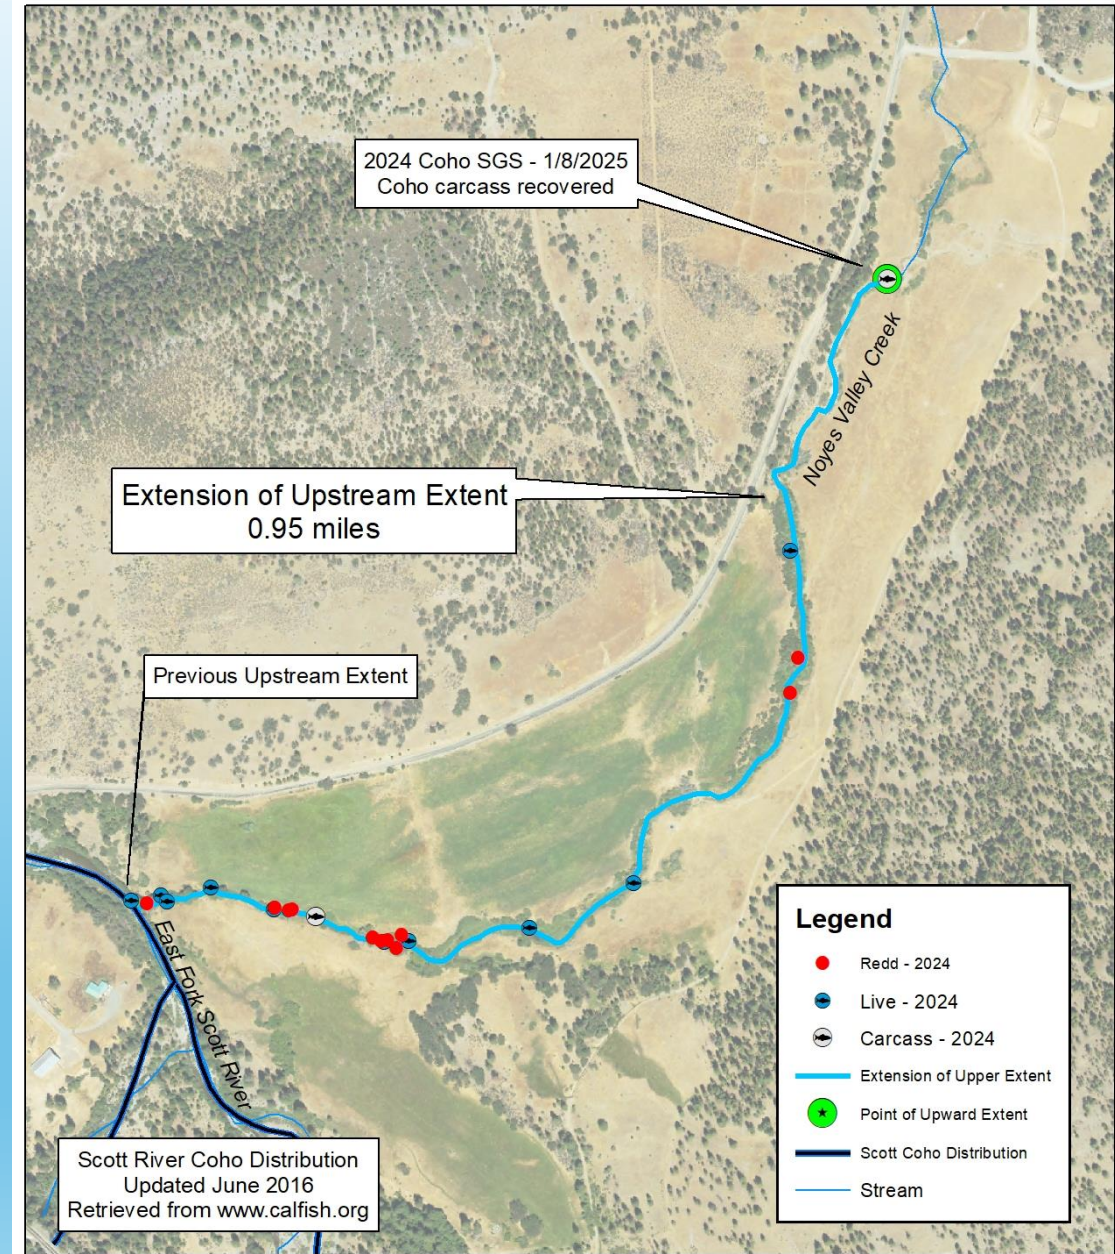 2024 Coho SGS - 1/8/2025
Coho carcass recovered
Noyes Valley Creek
Extension of Upstream Extent
0.95 miles
Previous Upstream Extent
East Fork Scott River
Legend
Redd - 2024
Live - 2024
Carcass - 2024
Extension of Upper Extent
Point of Upward Extent
Scott Coho Distribution
Stream
Scott River Coho Distribution
Updated June 2016
Retrieved from www.calfish.org